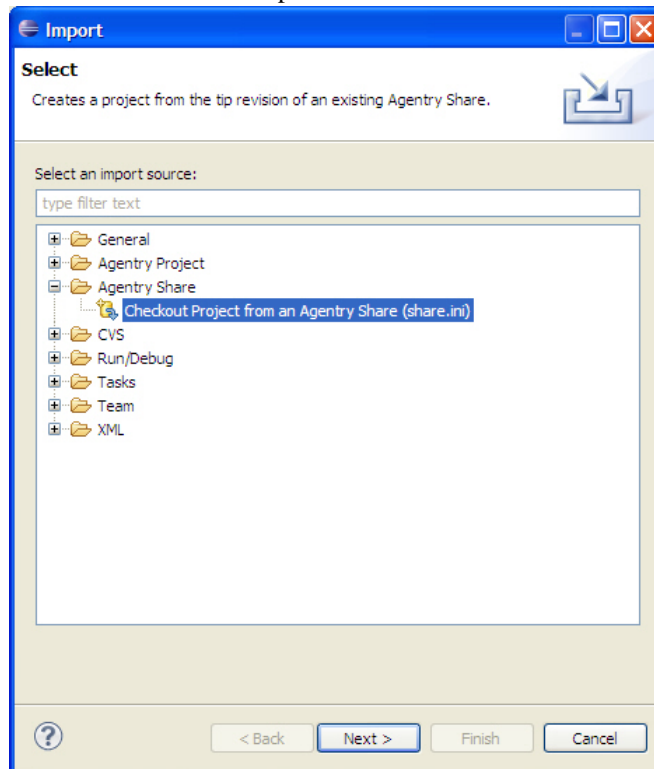 Import
Select
Creates a project from the tip revision of an existing Agentry Share.
Select an import source:
type filter text
General
Agentry Project
Agentry Share
Checkout Project from an Agentry Share (share.ini)
CVS
Run/Debug
Tasks
Team
XML
?
< Back Next > Finish Cancel